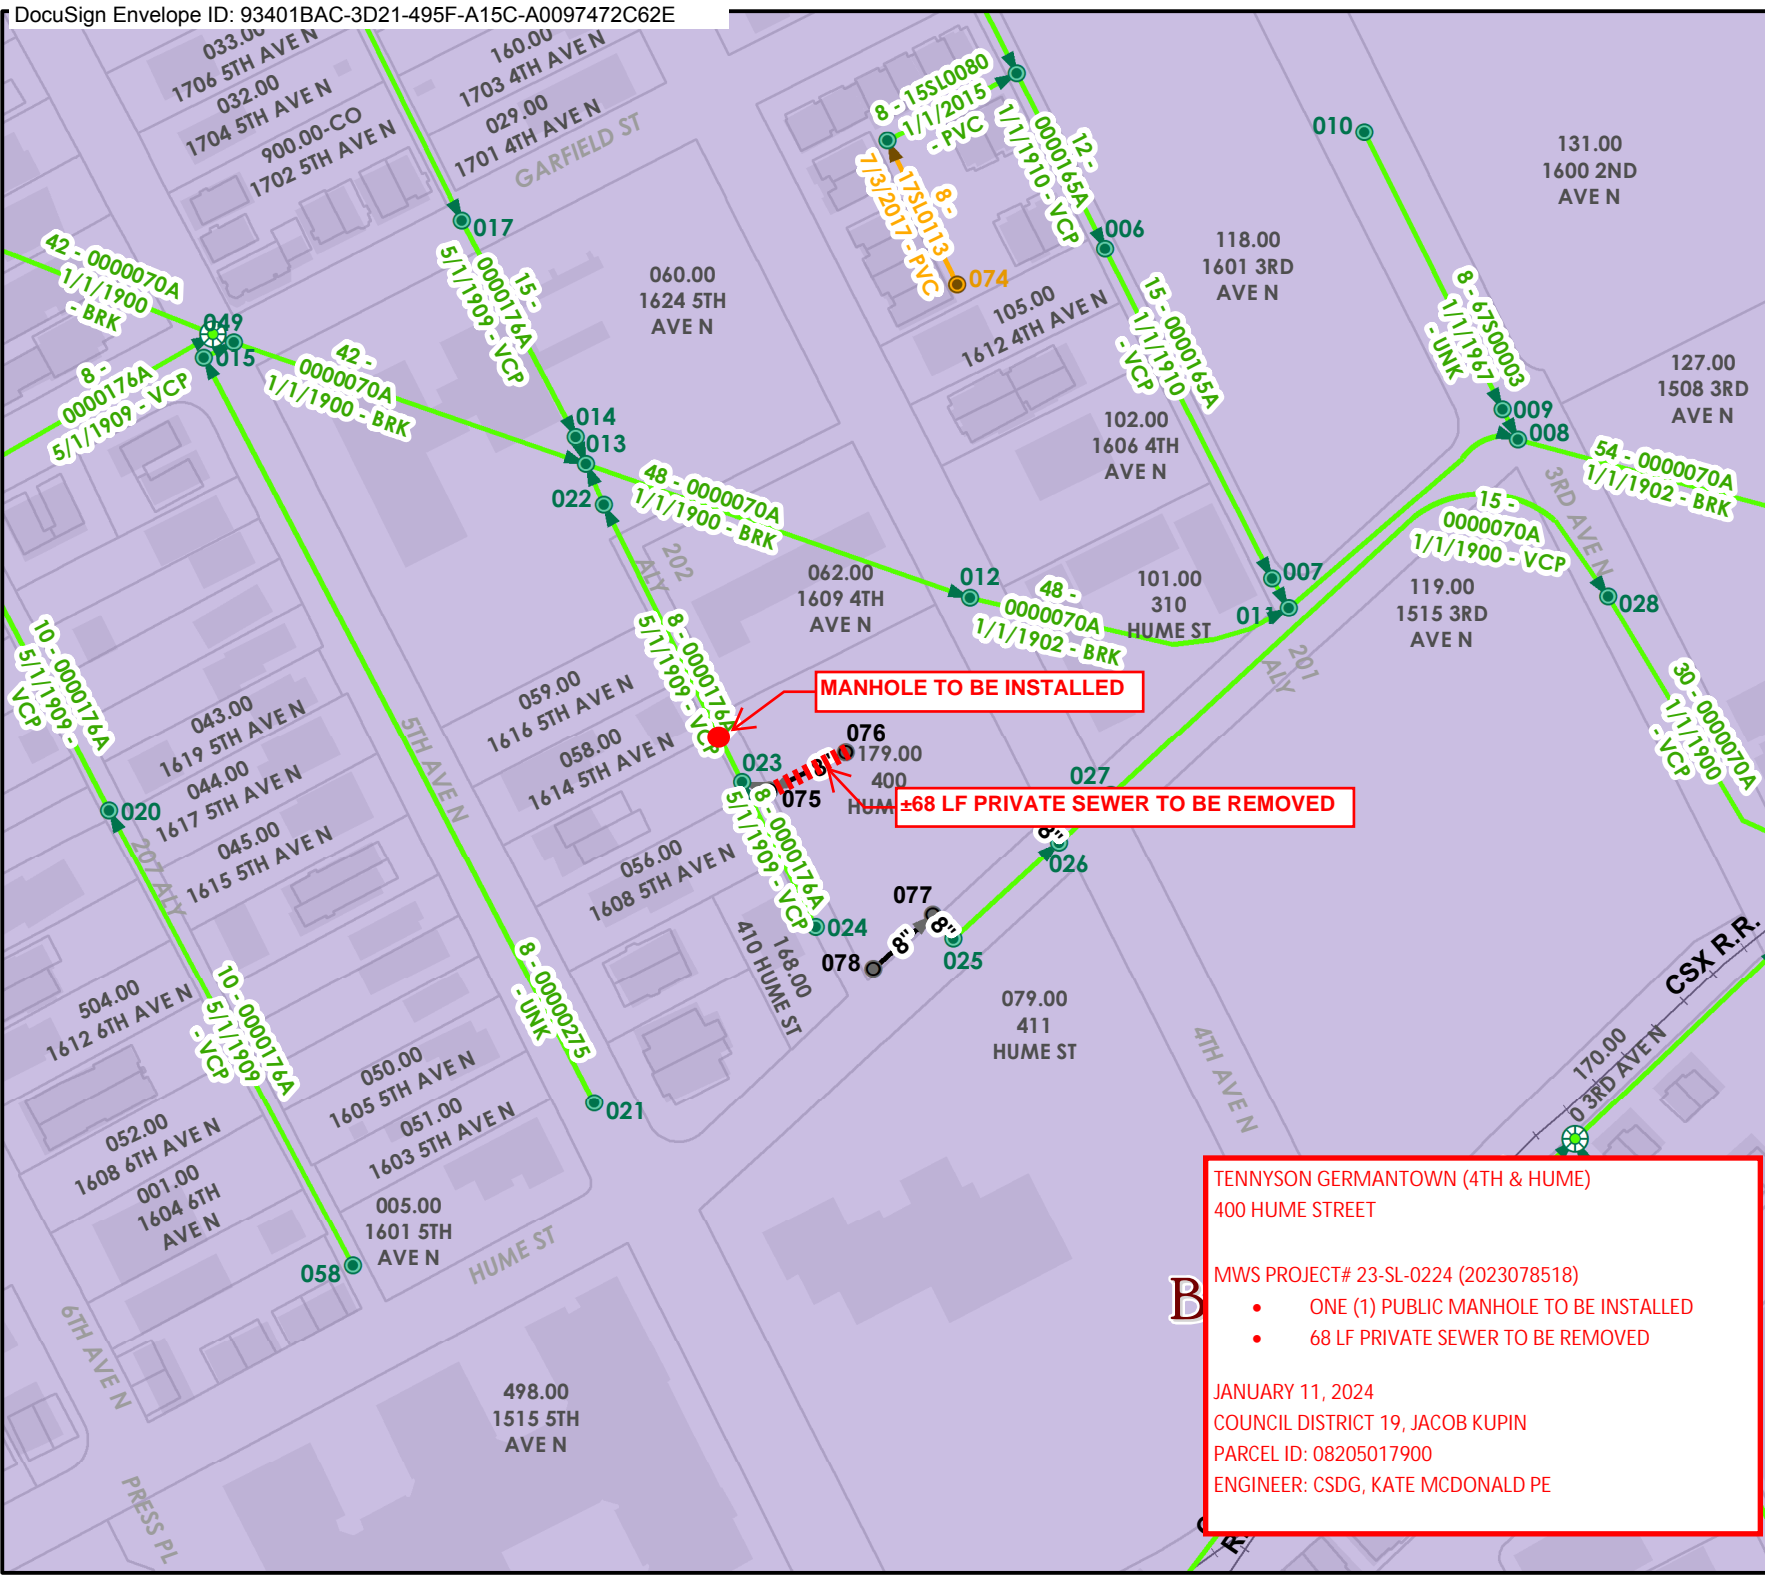 DocuSign Envelope ID: 93401BAC-3D21-495F-A15C-A0097472C62E
033.00
1706 5TH AVE N
032.00
1704 5TH AVE N
900.00-CO
1702 5TH AVE N
160.00
1703 4TH AVE N
029.00
1701 4TH AVE N
GARFIELD ST
8 - 15SL0080
1/1/2015
- PVC
12 -
0000165A
1/1/1910 - VCP
8 -
17SL0113
7/3/2017 - PVC
074
010
131.00
1600 2ND
AVE N
017
006
118.00
1601 3RD
AVE N
42 - 0000070A
1/1/1900
- BRK
049
015
15 -
0000176A
5/1/1909 - VCP
060.00
1624 5TH
AVE N
105.00
1612 4TH AVE N
15 - 0000165A
1/1/1910
- VCP
8 - 67S00003
1/1/1967
- UNK
127.00
1508 3RD
AVE N
8 -
0000176A
5/1/1909 - VCP
42 -
0000070A
1/1/1900 - BRK
014
013
022
48 - 0000070A
1/1/1900 - BRK
102.00
1606 4TH
AVE N
009
008
54 - 0000070A
1/1/1902 - BRK
3RD AVE N
15 -
0000070A
1/1/1900 - VCP
202
ALY
062.00
1609 4TH
AVE N
012
48 -
0000070A
1/1/1902 - BRK
101.00
310
HUME ST
007
011
201
ALY
119.00
1515 3RD
AVE N
028
30 - 0000070A
1/1/1900
- VCP
10 - 0000176A
5/1/1909 -
VCP
043.00
1619 5TH AVE N
044.00
1617 5TH AVE N
045.00
1615 5TH AVE N
020
207 ALY
5TH AVE N
059.00
1616 5TH AVE N
058.00
1614 5TH AVE N
8 - 0000176A
5/1/1909 - VCP
MANHOLE TO BE INSTALLED
023
075
076
8"
179.00
400
HUM
±68 LF PRIVATE SEWER TO BE REMOVED
027
8"
026
056.00
1608 5TH AVE N
8 - 0000176A
5/1/1909 - VCP
024
077
8"
8"
078
025
168.00
410 HUME ST
079.00
411
HUME ST
4TH AVE N
CSX R.R.
170.00
0 3RD AVE N
504.00
1612 6TH AVE N
10 - 0000176A
5/1/1909
- VCP
8 - 00000275
- UNK
021
050.00
1605 5TH AVE N
051.00
1603 5TH AVE N
052.00
1608 6TH AVE N
001.00
1604 6TH
AVE N
005.00
1601 5TH
AVE N
058
HUME ST
6TH AVE N
PRESS PL
498.00
1515 5TH
AVE N
B
TENNYSON GERMANTOWN (4TH & HUME)
400 HUME STREET
MWS PROJECT# 23-SL-0224 (2023078518)
• ONE (1) PUBLIC MANHOLE TO BE INSTALLED
• 68 LF PRIVATE SEWER TO BE REMOVED
JANUARY 11, 2024
COUNCIL DISTRICT 19, JACOB KUPIN
PARCEL ID: 08205017900
ENGINEER: CSDG, KATE MCDONALD PE